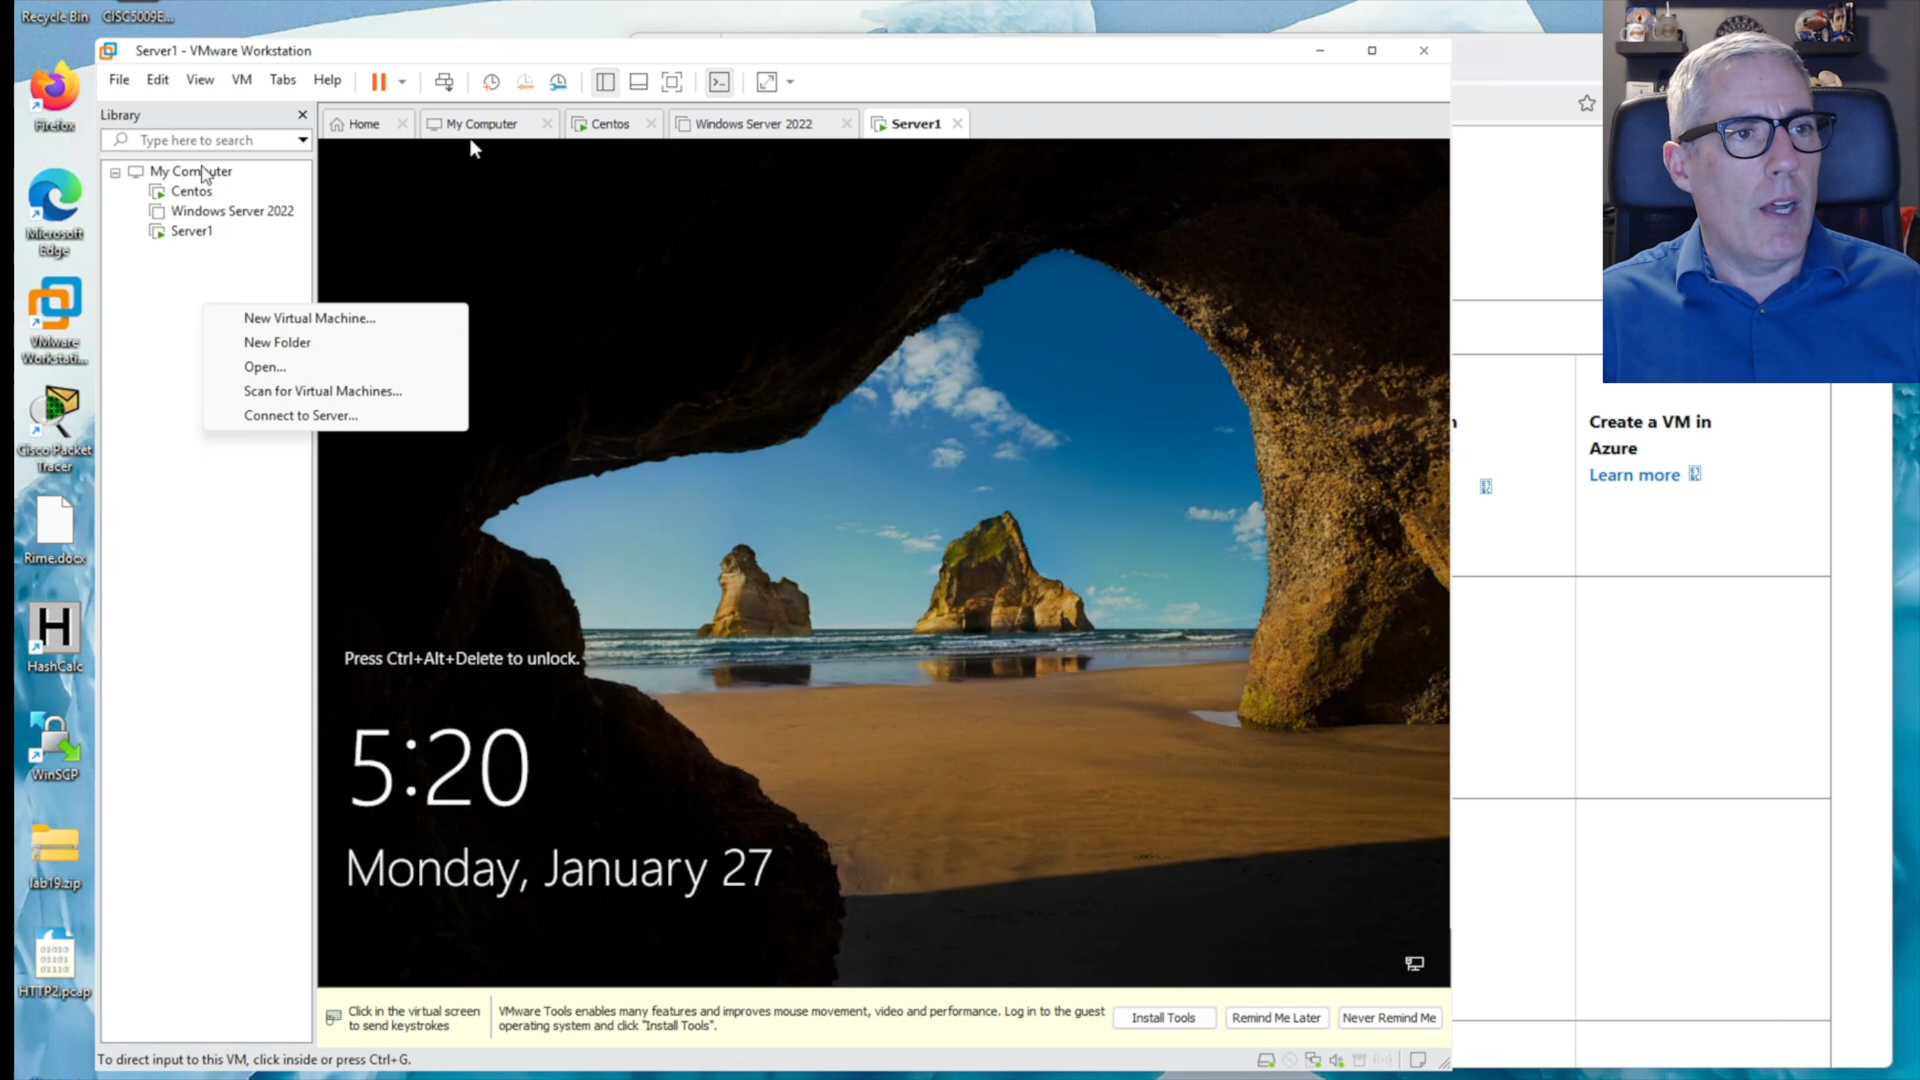 Recycle Bin
CISC5009E...
Firefox
Microsoft
Edge
VMware
Workstati...
Cisco Packet
Tracer
Rime.docx
HashCalc
WinSCP
lab19.zip
HTTP2.pcap
Server1 - VMware Workstation
File Edit View VM Tabs Help
Library
Type here to search
My Computer
Centos
Windows Server 2022
Server1
Home
My Computer
Centos
Windows Server 2022
Server1
New Virtual Machine...
New Folder
Open...
Scan for Virtual Machines...
Connect to Server...
Press Ctrl+Alt+Delete to unlock.
5:20
Monday, January 27
Click in the virtual screen
to send keystrokes
VMware Tools enables many features and improves mouse movement, video and performance. Log in to the guest
operating system and click "Install Tools".
Install Tools
Remind Me Later
Never Remind Me
To direct input to this VM, click inside or press Ctrl+G.
Create a VM in
Azure
Learn more